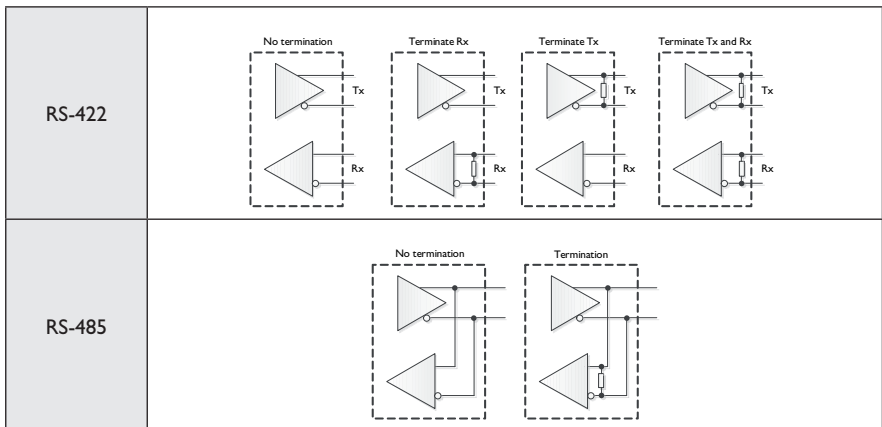 No termination
Terminate Rx
Terminate Tx
Terminate Tx and Rx
Tx
Tx
Tx
Tx
RS-422
Rx
Rx
Rx
Rx
No termination
Termination
RS-485